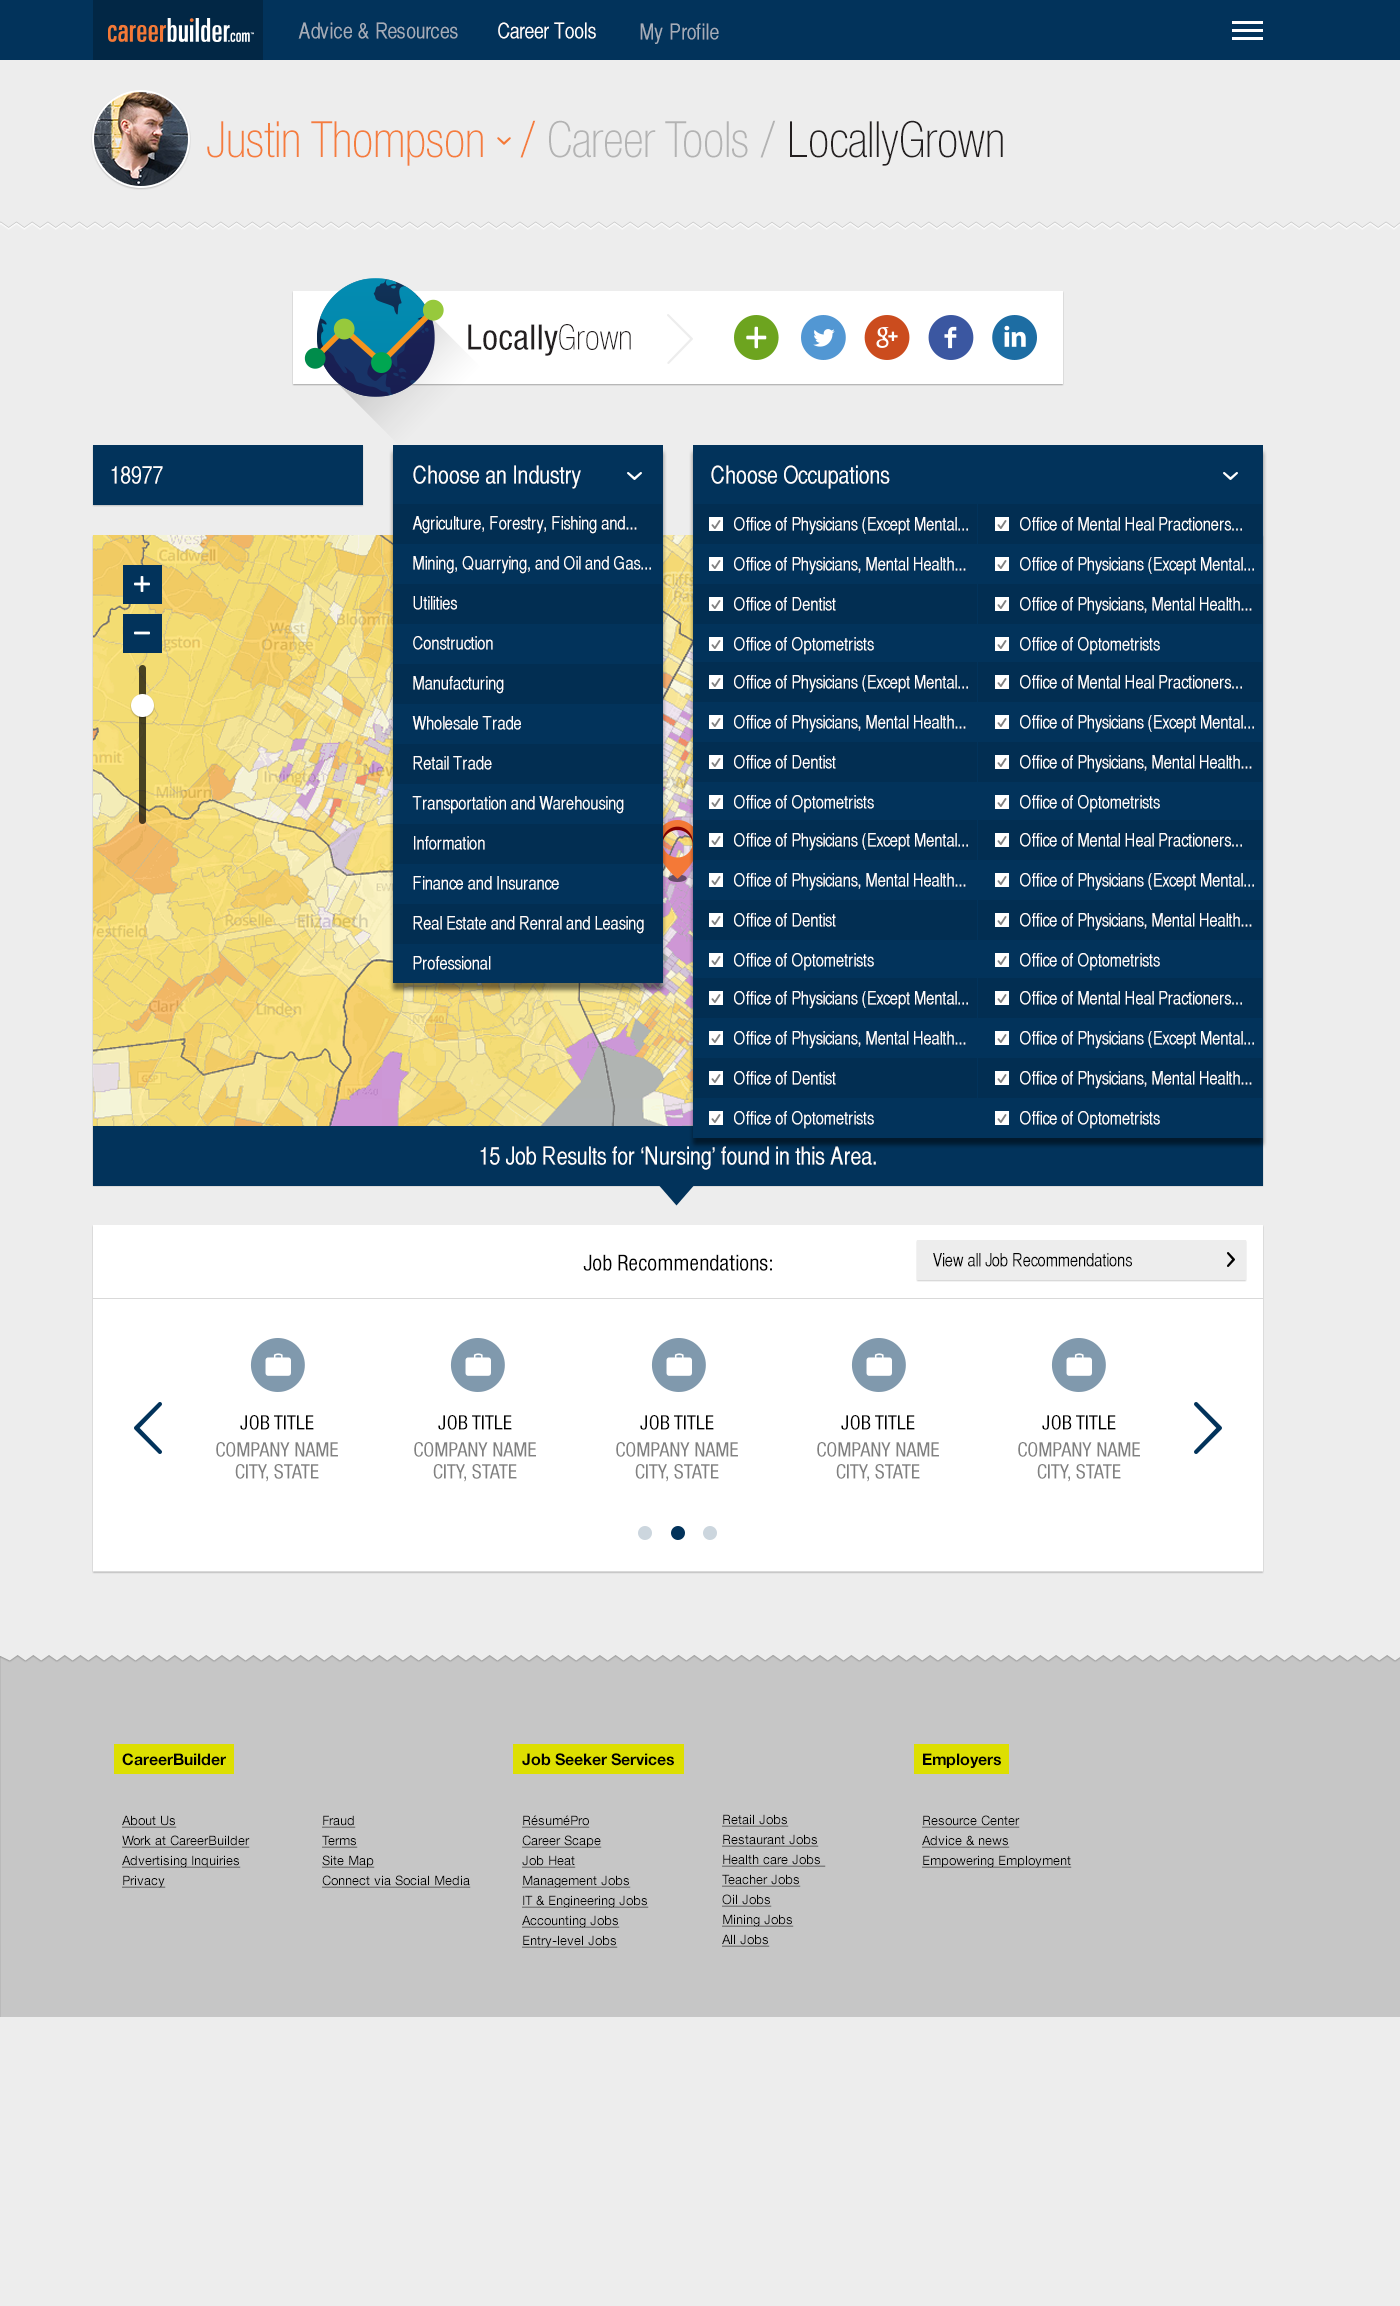 careerbuilder.com
Advice & Resources
Career Tools
My Profile
Justin Thompson / Career Tools / LocallyGrown
LocallyGrown
g+
f
in
18977
Choose an Industry
Agriculture, Forestry, Fishing and...
Mining, Quarrying, and Oil and Gas...
Utilities
Construction
Manufacturing
Wholesale Trade
Retail Trade
Transportation and Warehousing
Information
Finance and Insurance
Real Estate and Renral and Leasing
Professional
Choose Occupations
Office of Physicians (Except Mental...
Office of Mental Heal Practioners...
Office of Physicians, Mental Health...
Office of Physicians (Except Mental...
Office of Dentist
Office of Physicians, Mental Health...
Office of Optometrists
Office of Optometrists
Office of Physicians (Except Mental...
Office of Mental Heal Practioners...
Office of Physicians, Mental Health...
Office of Physicians (Except Mental...
Office of Dentist
Office of Physicians, Mental Health...
Office of Optometrists
Office of Optometrists
Office of Physicians (Except Mental...
Office of Mental Heal Practioners...
Office of Physicians, Mental Health...
Office of Physicians (Except Mental...
Office of Dentist
Office of Physicians, Mental Health...
Office of Optometrists
Office of Optometrists
Office of Physicians (Except Mental...
Office of Mental Heal Practioners...
Office of Physicians, Mental Health...
Office of Physicians (Except Mental...
Office of Dentist
Office of Physicians, Mental Health...
Office of Optometrists
Office of Optometrists
West
Caldwell
West
Orange
Irvington
Millburn
Roselle
Elizabeth
Clark
Linden
NY 440
15 Job Results for ‘Nursing’ found in this Area.
Job Recommendations:
View all Job Recommendations
JOB TITLE
COMPANY NAME
CITY, STATE
JOB TITLE
COMPANY NAME
CITY, STATE
JOB TITLE
COMPANY NAME
CITY, STATE
JOB TITLE
COMPANY NAME
CITY, STATE
JOB TITLE
COMPANY NAME
CITY, STATE
CareerBuilder
About Us
Work at CareerBuilder
Advertising Inquiries
Privacy
Fraud
Terms
Site Map
Connect via Social Media
Job Seeker Services
RésuméPro
Career Scape
Job Heat
Management Jobs
IT & Engineering Jobs
Accounting Jobs
Entry-level Jobs
Retail Jobs
Restaurant Jobs
Health care Jobs
Teacher Jobs
Oil Jobs
Mining Jobs
All Jobs
Employers
Resource Center
Advice & news
Empowering Employment